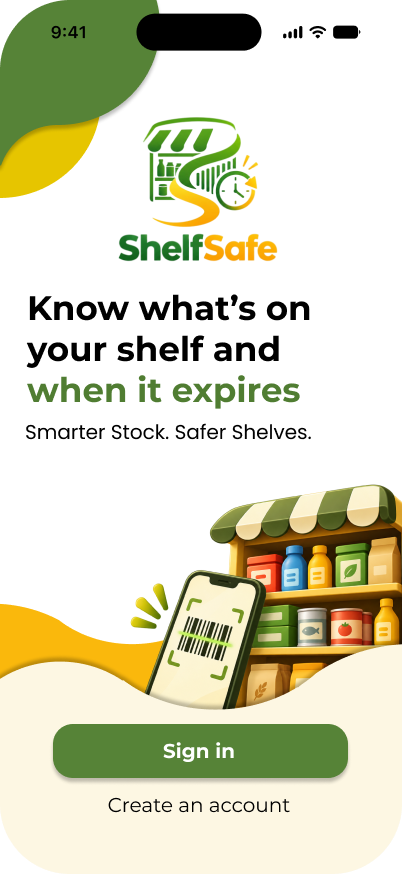 9:41
ShelfSafe
Know what’s on
your shelf and
when it expires
Smarter Stock. Safer Shelves.
Sign in
Create an account